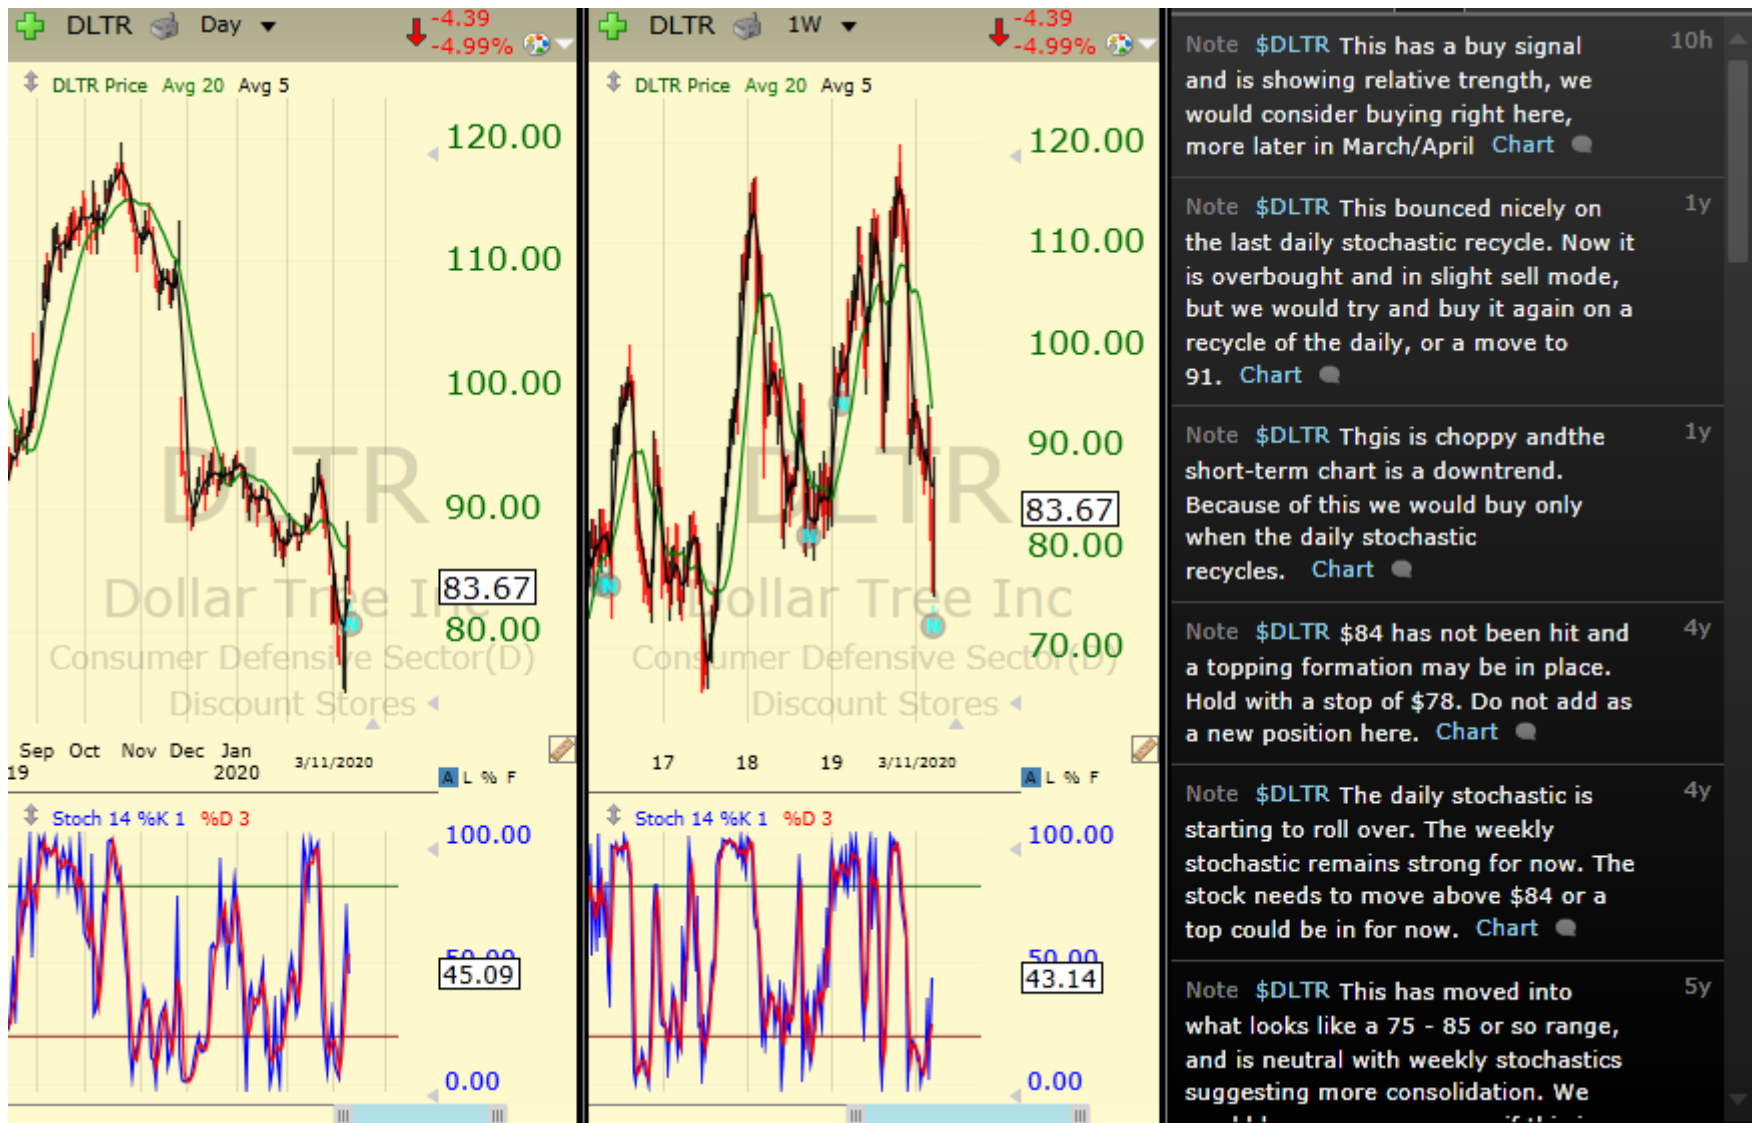 DLTR Day -4.39
-4.99%
DLTR Price Avg 20 Avg 5
120.00
110.00
100.00
90.00
83.67
80.00
DLTR
Dollar Tree Inc
Consumer Defensive Sector(D)
Discount Stores
N
Sep Oct Nov Dec Jan
19 2020 3/11/2020
A L % F
Stoch 14 %K 1 %D 3
100.00
50.00
45.09
0.00
DLTR 1W -4.39
-4.99%
DLTR Price Avg 20 Avg 5
120.00
110.00
100.00
90.00
83.67
80.00
70.00
DLTR
Dollar Tree Inc
Consumer Defensive Sector(D)
Discount Stores
N
N
N
N
17 18 19 3/11/2020
A L % F
Stoch 14 %K 1 %D 3
100.00
50.00
43.14
0.00
Note $DLTR This has a buy signal 10h
and is showing relative trength, we
would consider buying right here,
more later in March/April Chart
Note $DLTR This bounced nicely on 1y
the last daily stochastic recycle. Now it
is overbought and in slight sell mode,
but we would try and buy it again on a
recycle of the daily, or a move to
91. Chart
Note $DLTR Thgis is choppy andthe 1y
short-term chart is a downtrend.
Because of this we would buy only
when the daily stochastic
recycles. Chart
Note $DLTR $84 has not been hit and 4y
a topping formation may be in place.
Hold with a stop of $78. Do not add as
a new position here. Chart
Note $DLTR The daily stochastic is 4y
starting to roll over. The weekly
stochastic remains strong for now. The
stock needs to move above $84 or a
top could be in for now. Chart
Note $DLTR This has moved into 5y
what looks like a 75 - 85 or so range,
and is neutral with weekly stochastics
suggesting more consolidation. We